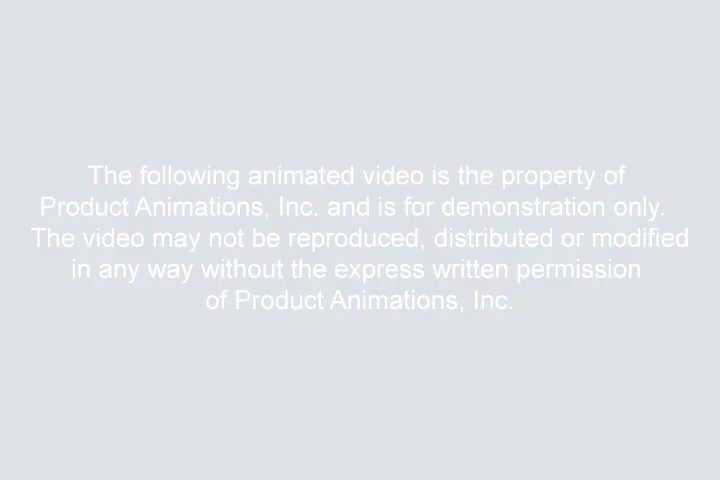 The following animated video is the property of
Product Animations, Inc. and is for demonstration only.
The video may not be reproduced, distributed or modified
in any way without the express written permission
of Product Animations, Inc.